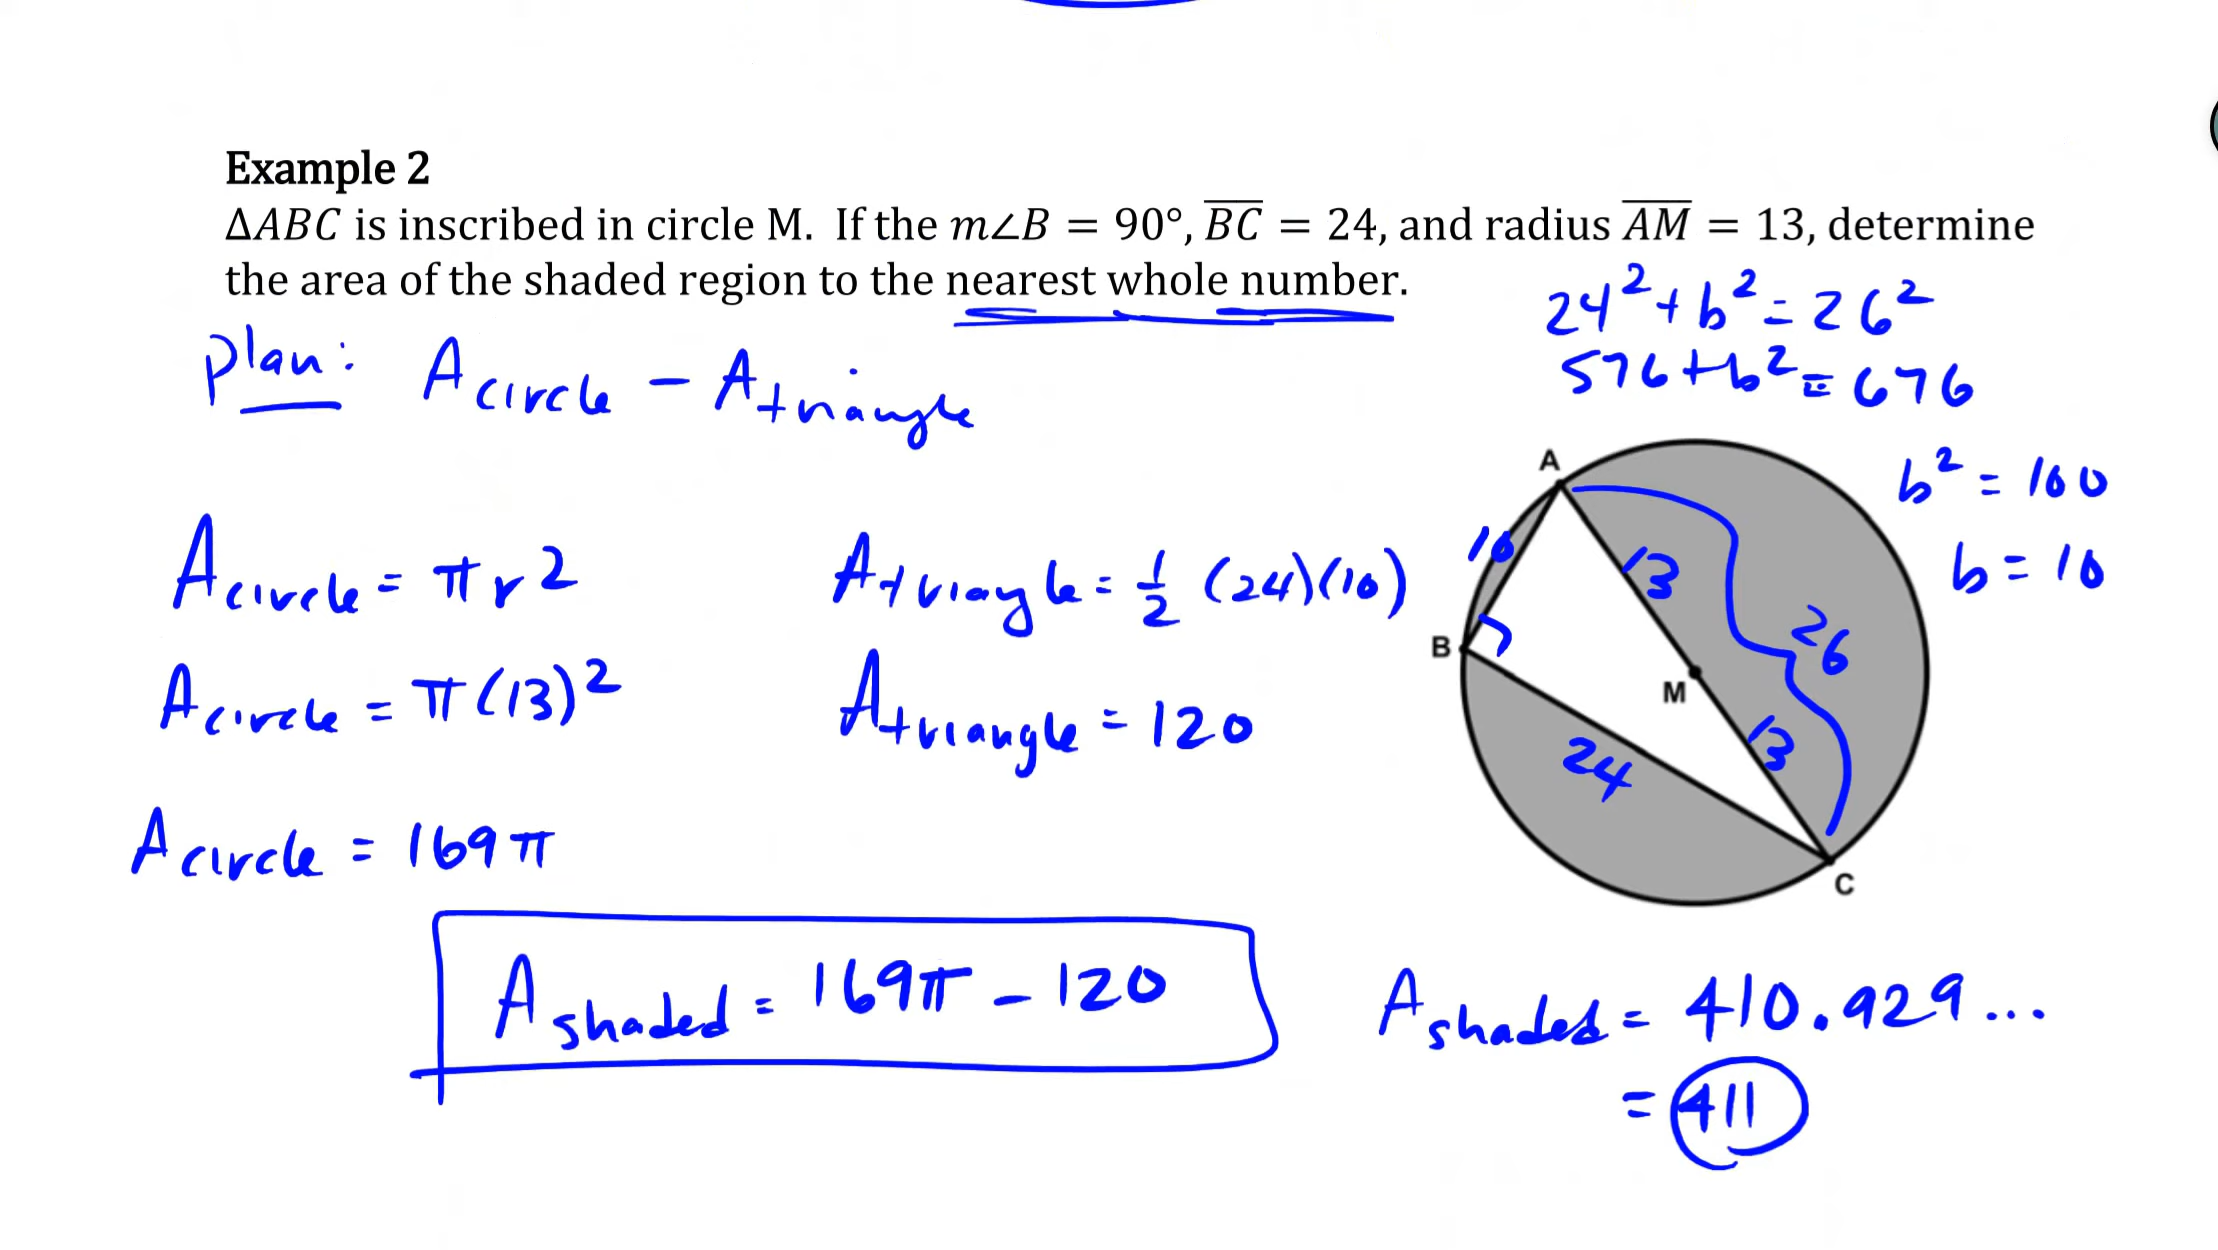 Example 2
ΔABC is inscribed in circle M. If the m∠B = 90°, B̅C̅ = 24, and radius A̅M̅ = 13, determine
the area of the shaded region to the nearest whole number.
24² + b² = 26²
576 + b² = 676
b² = 100
b = 10
Plan: A circle − A triangle
A circle = πr²
A triangle = 1/2 (24)(10)
A circle = π(13)²
A triangle = 120
A circle = 169π
A
10
13
26
B
M
13
24
C
A shaded = 169π − 120
A shaded = 410.929...
= 411